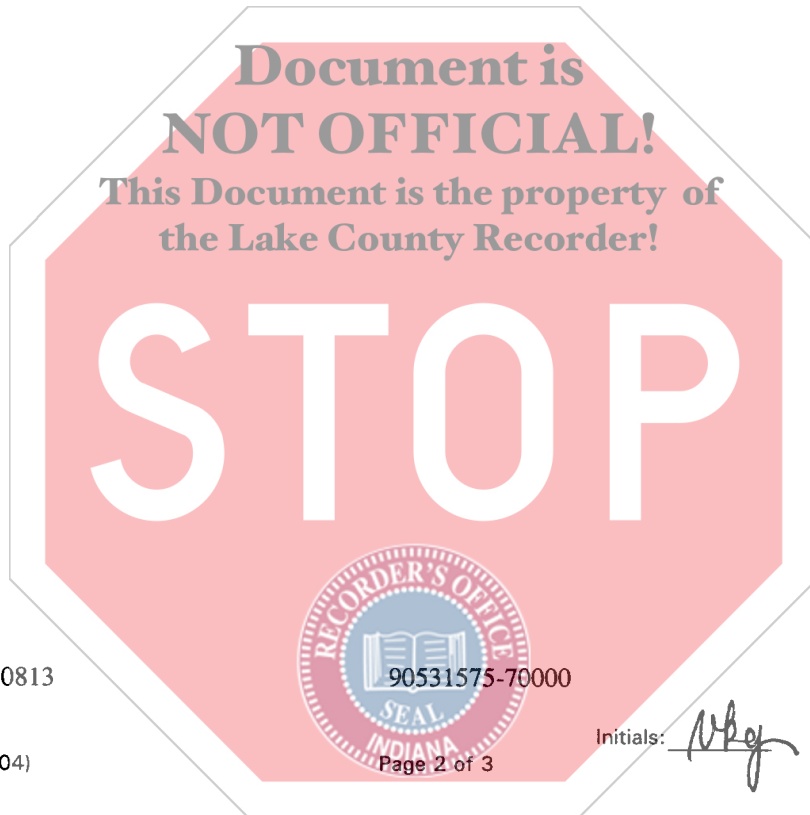 Document is
NOT OFFICIAL!
This Document is the property of
the Lake County Recorder!
STOP
RECORDER'S OFFICE
0813
90531575-70000
SEAL
INDIANA
Initials:
04)
Page 2 of 3